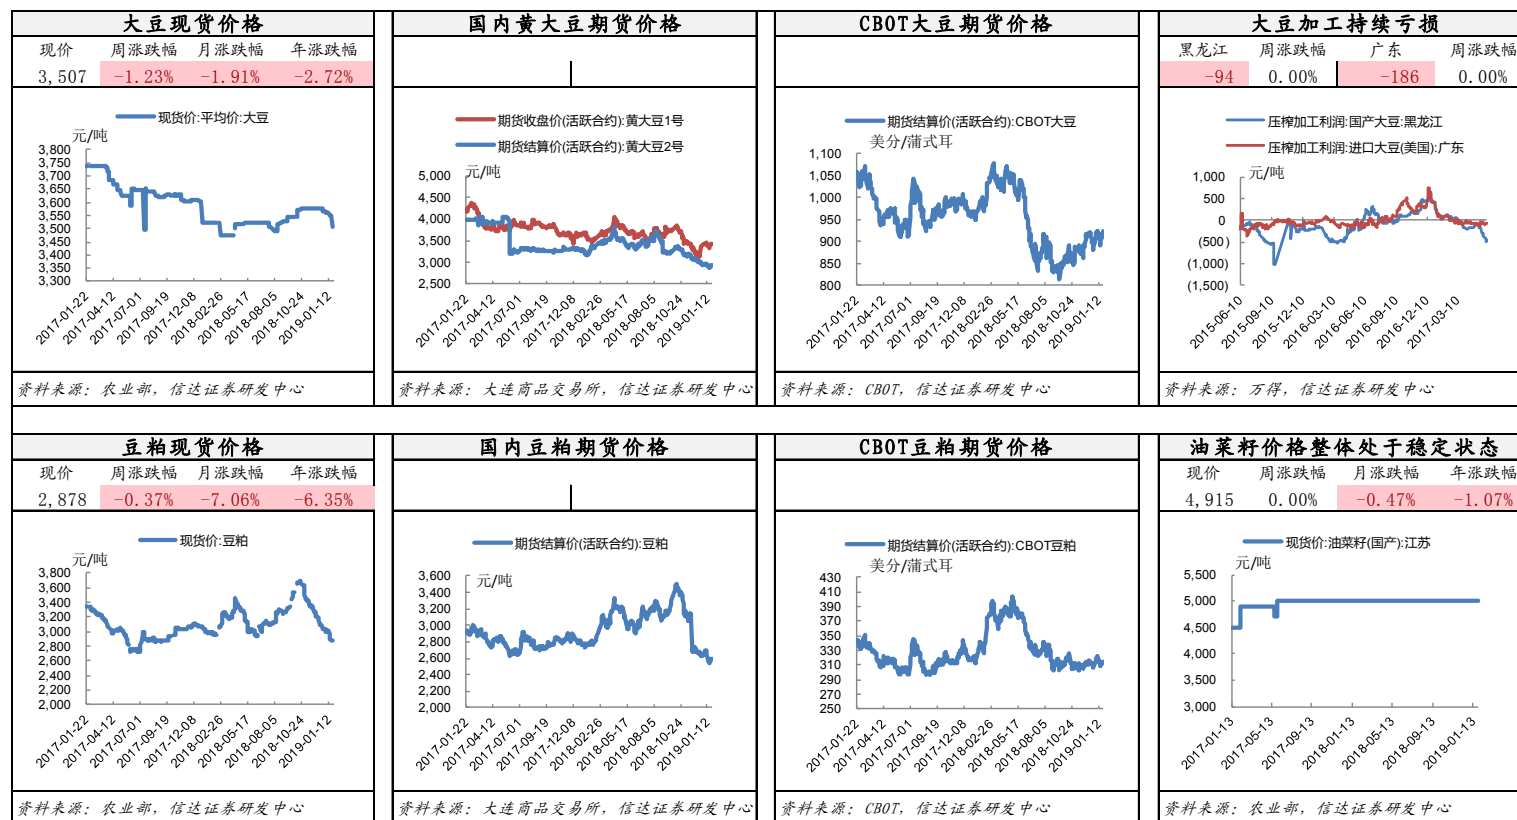 大豆现货价格
现价 周涨跌幅 月涨跌幅 年涨跌幅
3,507 -1.23% -1.91% -2.72%
现货价:平均价:大豆
元/吨
3,800
3,750
3,700
3,650
3,600
3,550
3,500
3,450
3,400
3,350
3,300
2017-01-22 2017-04-12 2017-07-01 2017-09-19 2017-12-08 2018-02-26 2018-05-17 2018-08-05 2018-10-24 2019-01-12
资料来源：农业部，信达证券研发中心
国内黄大豆期货价格
期货收盘价(活跃合约):黄大豆1号
期货结算价(活跃合约):黄大豆2号
元/吨
5,000
4,500
4,000
3,500
3,000
2,500
2017-01-22 2017-04-12 2017-07-01 2017-09-19 2017-12-08 2018-02-26 2018-05-17 2018-08-05 2018-10-24 2019-01-12
资料来源：大连商品交易所，信达证券研发中心
CBOT大豆期货价格
期货结算价(活跃合约):CBOT大豆
美分/蒲式耳
1,100
1,050
1,000
950
900
850
800
2017-01-22 2017-04-12 2017-07-01 2017-09-19 2017-12-08 2018-02-26 2018-05-17 2018-08-05 2018-10-24 2019-01-12
资料来源：CBOT，信达证券研发中心
大豆加工持续亏损
黑龙江 周涨跌幅 广东 周涨跌幅
-94 0.00% -186 0.00%
压榨加工利润:国产大豆:黑龙江
压榨加工利润:进口大豆(美国):广东
元/吨
1,000
500
0
(500)
(1,000)
(1,500)
2015-06-10 2015-09-10 2015-12-10 2016-03-10 2016-06-10 2016-09-10 2016-12-10 2017-03-10
资料来源：万得，信达证券研发中心
豆粕现货价格
现价 周涨跌幅 月涨跌幅 年涨跌幅
2,878 -0.37% -7.06% -6.35%
现货价:豆粕
元/吨
3,800
3,600
3,400
3,200
3,000
2,800
2,600
2,400
2,200
2,000
2017-01-22 2017-04-12 2017-07-01 2017-09-19 2017-12-08 2018-02-26 2018-05-17 2018-08-05 2018-10-24 2019-01-12
资料来源：农业部，信达证券研发中心
国内豆粕期货价格
期货结算价(活跃合约):豆粕
元/吨
3,600
3,400
3,200
3,000
2,800
2,600
2,400
2,200
2,000
2017-01-22 2017-04-12 2017-07-01 2017-09-19 2017-12-08 2018-02-26 2018-05-17 2018-08-05 2018-10-24 2019-01-12
资料来源：大连商品交易所，信达证券研发中心
CBOT豆粕期货价格
期货结算价(活跃合约):CBOT豆粕
美分/蒲式耳
430
410
390
370
350
330
310
290
270
250
2017-01-22 2017-04-12 2017-07-01 2017-09-19 2017-12-08 2018-02-26 2018-05-17 2018-08-05 2018-10-24 2019-01-12
资料来源：CBOT，信达证券研发中心
油菜籽价格整体处于稳定状态
现价 周涨跌幅 月涨跌幅 年涨跌幅
4,915 0.00% -0.47% -1.07%
现货价:油菜籽(国产):江苏
元/吨
5,500
5,000
4,500
4,000
3,500
3,000
2017-01-13 2017-05-13 2017-09-13 2018-01-13 2018-05-13 2018-09-13 2019-01-13
资料来源：农业部，信达证券研发中心